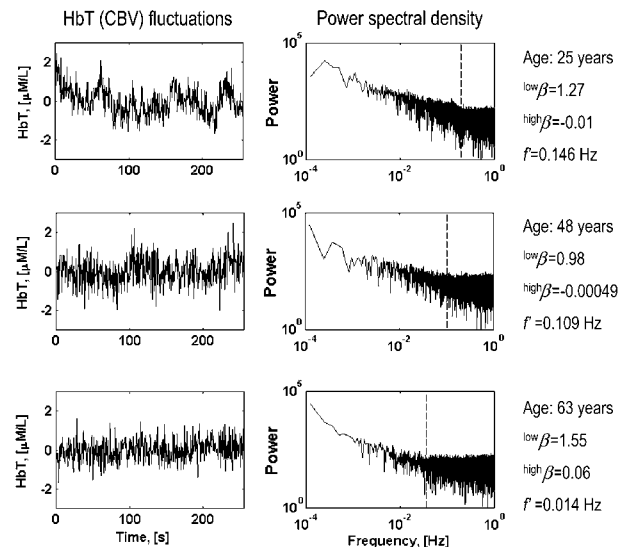 HbT (CBV) fluctuations
Power spectral density
HbT, [μM/L]
2
0
-2
0
100
200
Power
10^5
10^0
10^-4
10^-2
10^0
Age: 25 years
lowβ=1.27
highβ=-0.01
f'=0.146 Hz
HbT, [μM/L]
2
0
-2
0
100
200
Power
10^5
10^0
10^-4
10^-2
10^0
Age: 48 years
lowβ=0.98
highβ=-0.00049
f'=0.109 Hz
HbT, [μM/L]
2
0
-2
0
100
200
Time, [s]
Power
10^5
10^0
10^-4
10^-2
10^0
Frequency, [Hz]
Age: 63 years
lowβ=1.55
highβ=0.06
f'=0.014 Hz